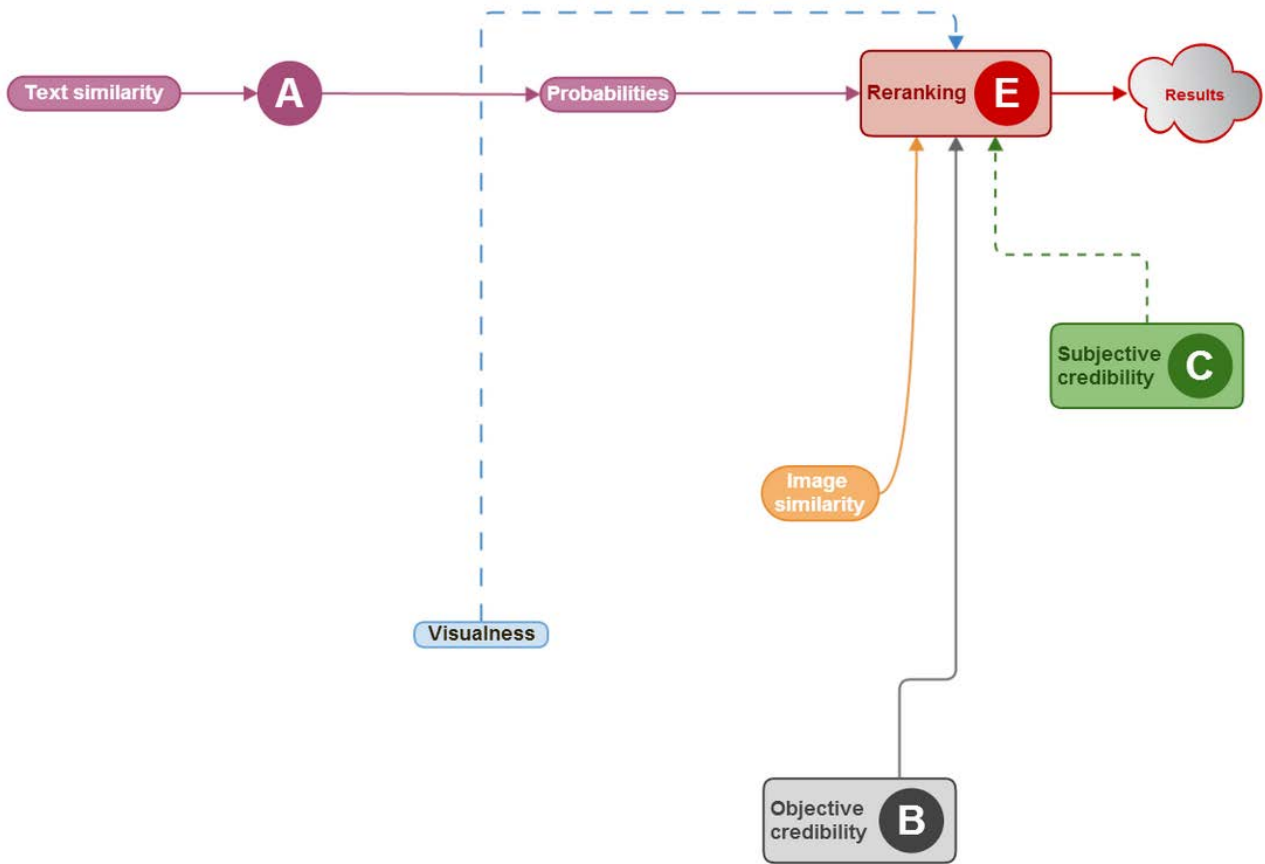 Text similarity
A
Probabilities
Reranking
E
Results
Subjective
credibility
C
Image
similarity
Visualness
Objective
credibility
B